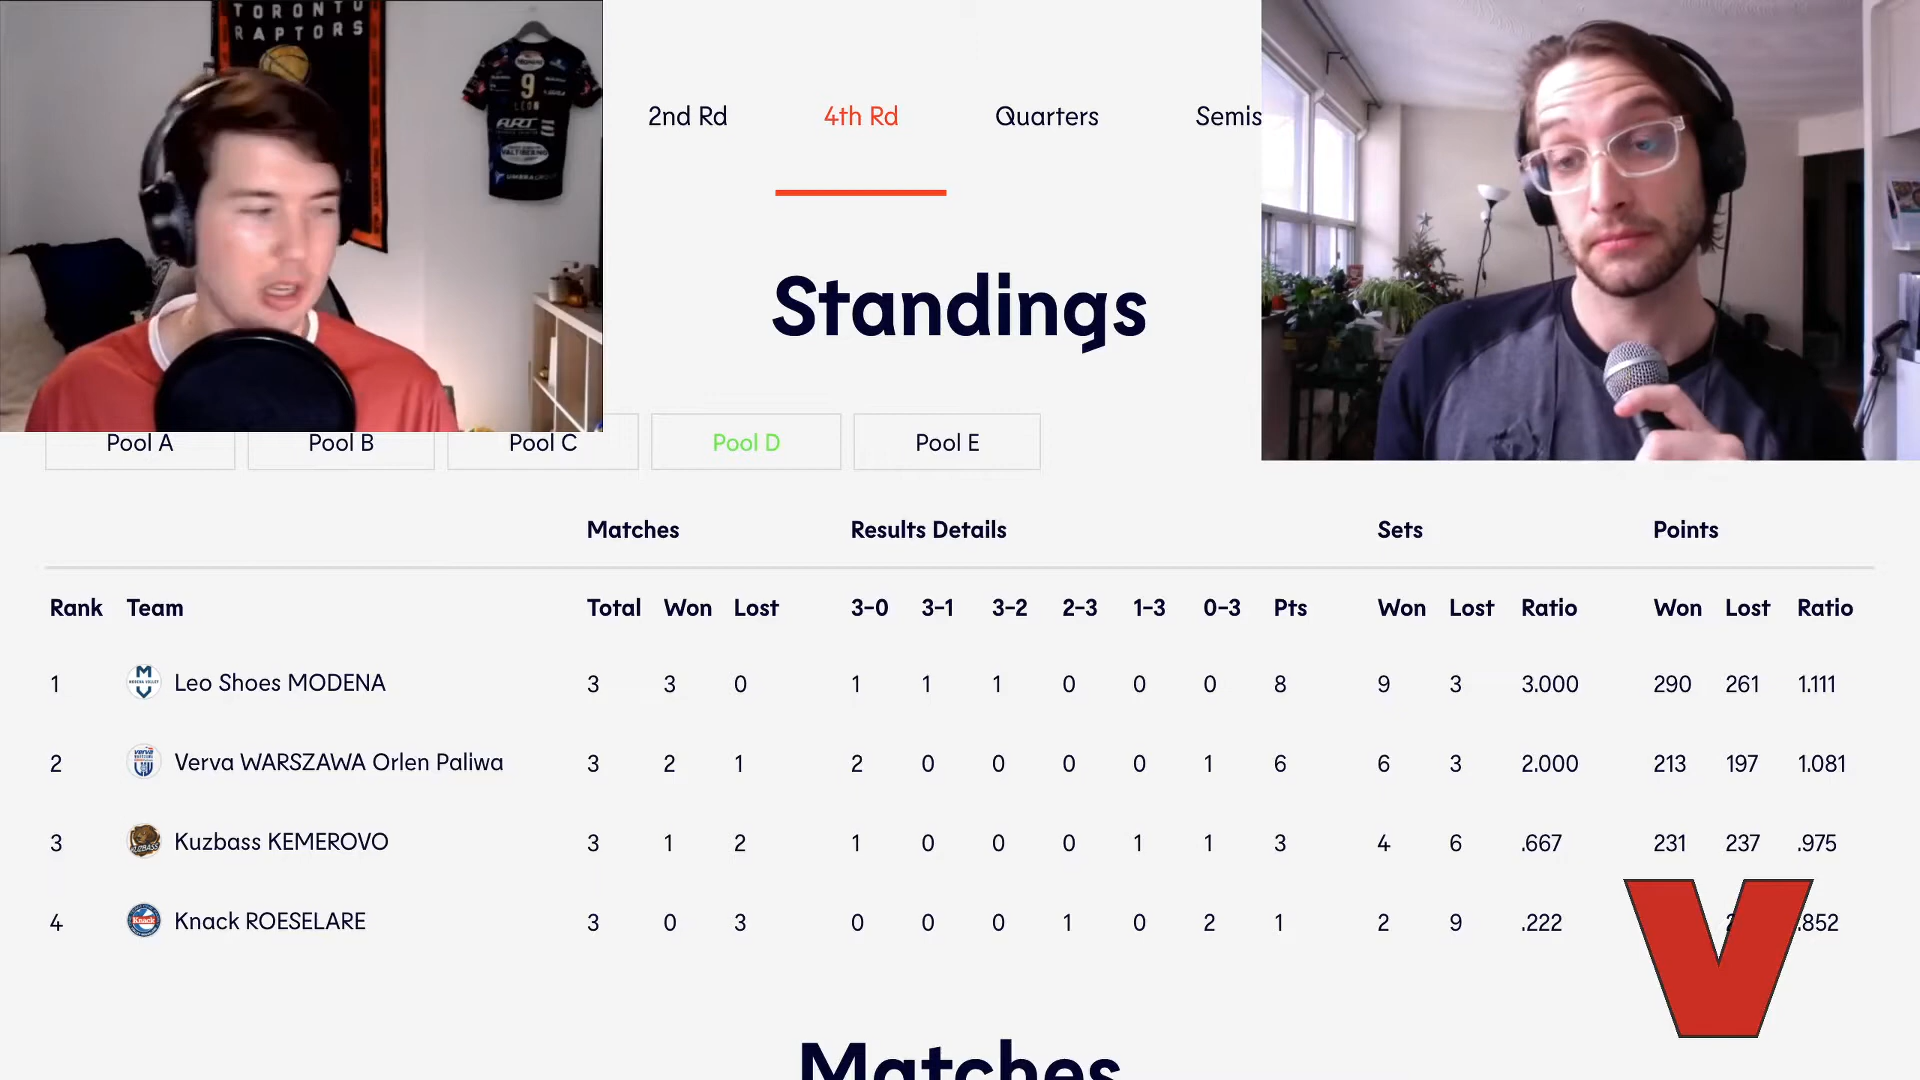 TORONTO
RAPTORS
9
LEON
ART
VALTIBERINO
2nd Rd 4th Rd Quarters Semis
Standings
Pool A Pool B Pool C Pool D Pool E
Matches Results Details Sets Points
Rank Team Total Won Lost 3-0 3-1 3-2 2-3 1-3 0-3 Pts Won Lost Ratio Won Lost Ratio
1 Leo Shoes MODENA 3 3 0 1 1 1 0 0 0 8 9 3 3.000 290 261 1.111
2 Verva WARSZAWA Orlen Paliwa 3 2 1 2 0 0 0 0 1 6 6 3 2.000 213 197 1.081
3 Kuzbass KEMEROVO 3 1 2 1 0 0 0 1 1 3 4 6 .667 231 237 .975
4 Knack ROESELARE 3 0 3 0 0 0 1 0 2 1 2 9 .222 .852
V
Matches